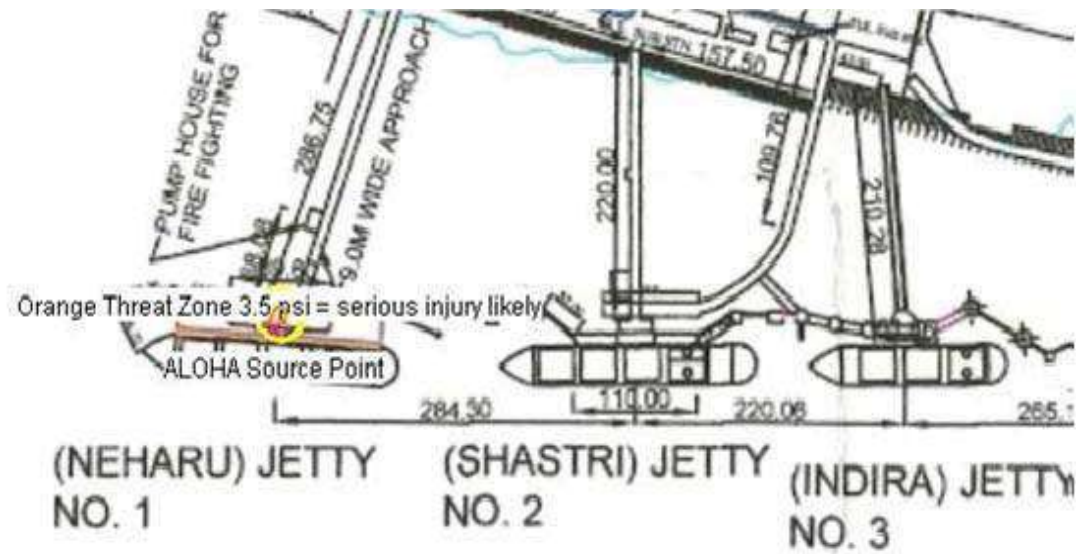 PUMP HOUSE FOR
FIRE FIGHTING
286.75
9.0M WIDE APPROACH
157.50
220.00
109.76
210.28
Orange Threat Zone 3.5 psi = serious injury likely
ALOHA Source Point
284.30
110.00
220.06
265.
(NEHARU) JETTY
NO. 1
(SHASTRI) JETTY
NO. 2
(INDIRA) JETTY
NO. 3